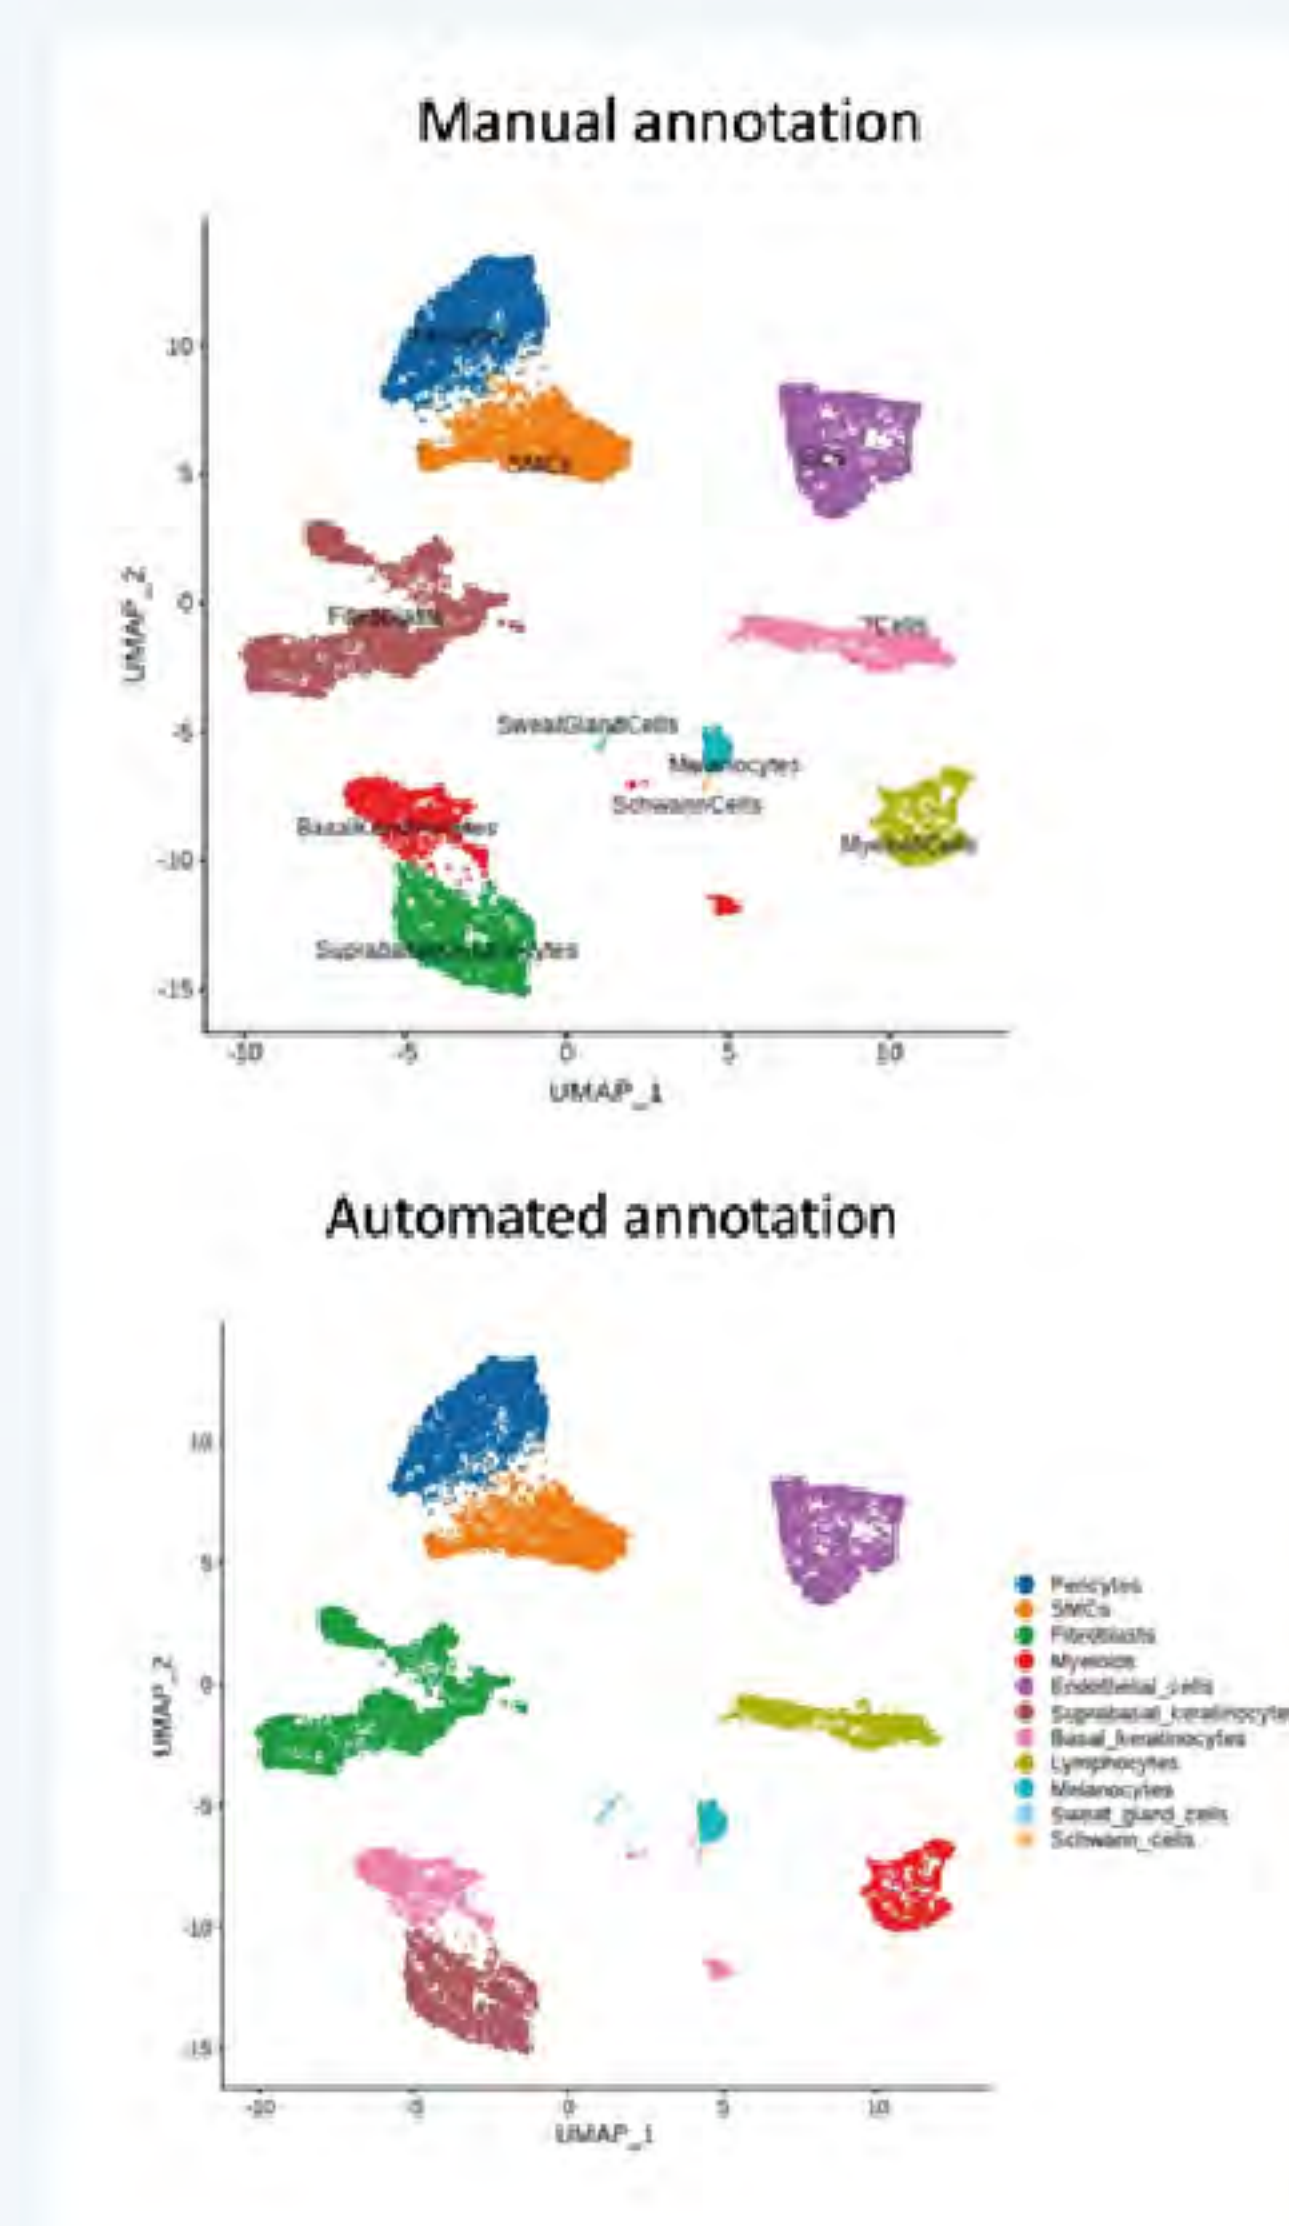 Manual annotation
10
5
0
-5
-10
-15
UMAP_2
SMCs
ECs
Fibroblasts
TCells
SweatGlandCells
Melanocytes
SchwannCells
MyeloidCells
-10
-5
0
5
10
UMAP_1
Automated annotation
10
5
0
-5
-10
-15
UMAP_2
Pericytes
SMCs
Fibroblasts
Myeloids
Endothelial_cells
Suprabasal_keratinocyte
Basal_keratinocytes
Lymphocytes
Melanocytes
Sweat_gland_cells
Schwann_cells
-10
-5
0
5
10
UMAP_1